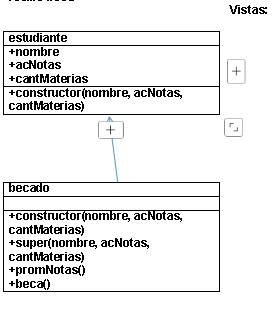 Vistas:
estudiante
+nombre
+acNotas
+cantMaterias
+constructor(nombre, acNotas,
cantMaterias)
becado
+constructor(nombre, acNotas,
cantMaterias)
+super(nombre, acNotas,
cantMaterias)
+promNotas()
+beca()